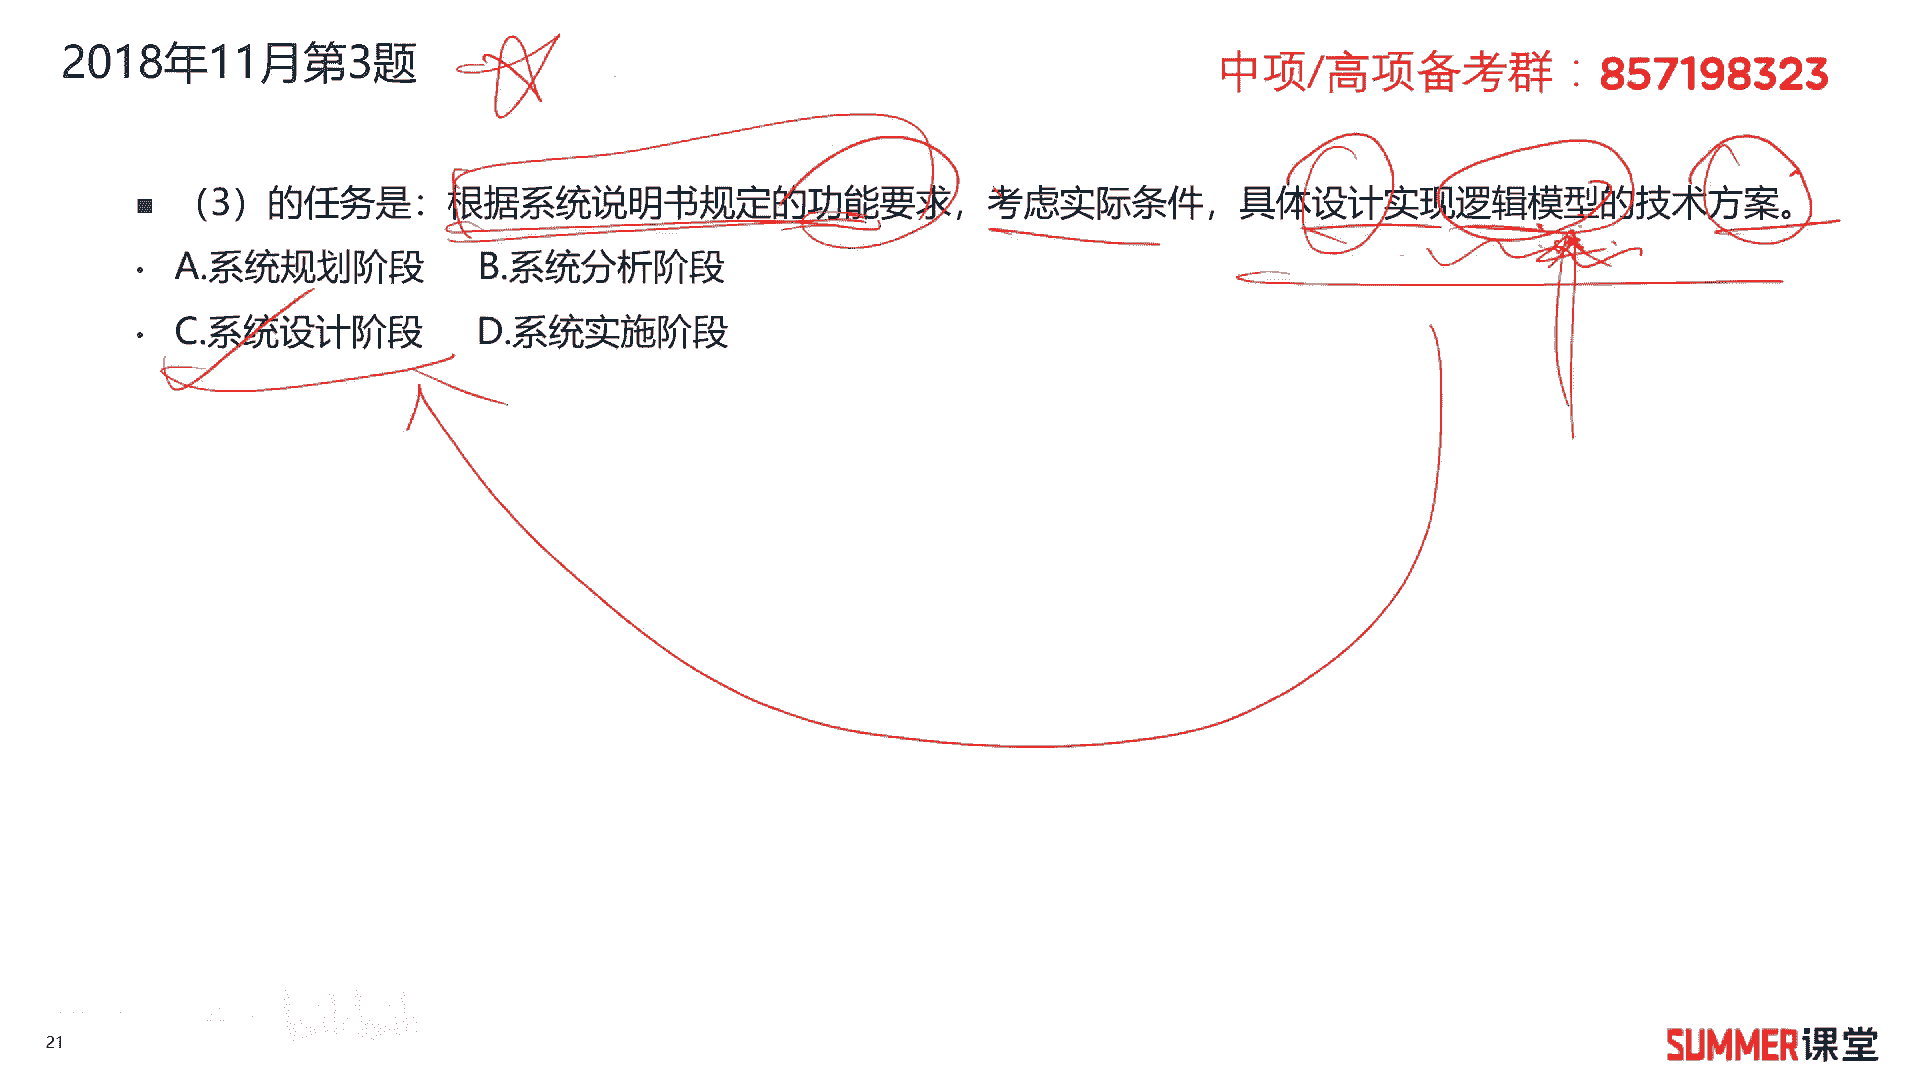 2018年11月第3题
中项/高项备考群：857198323
（3）的任务是：根据系统说明书规定的功能要求，考虑实际条件，具体设计实现逻辑模型的技术方案。
A.系统规划阶段 B.系统分析阶段
C.系统设计阶段 D.系统实施阶段
21
SUMMER课堂